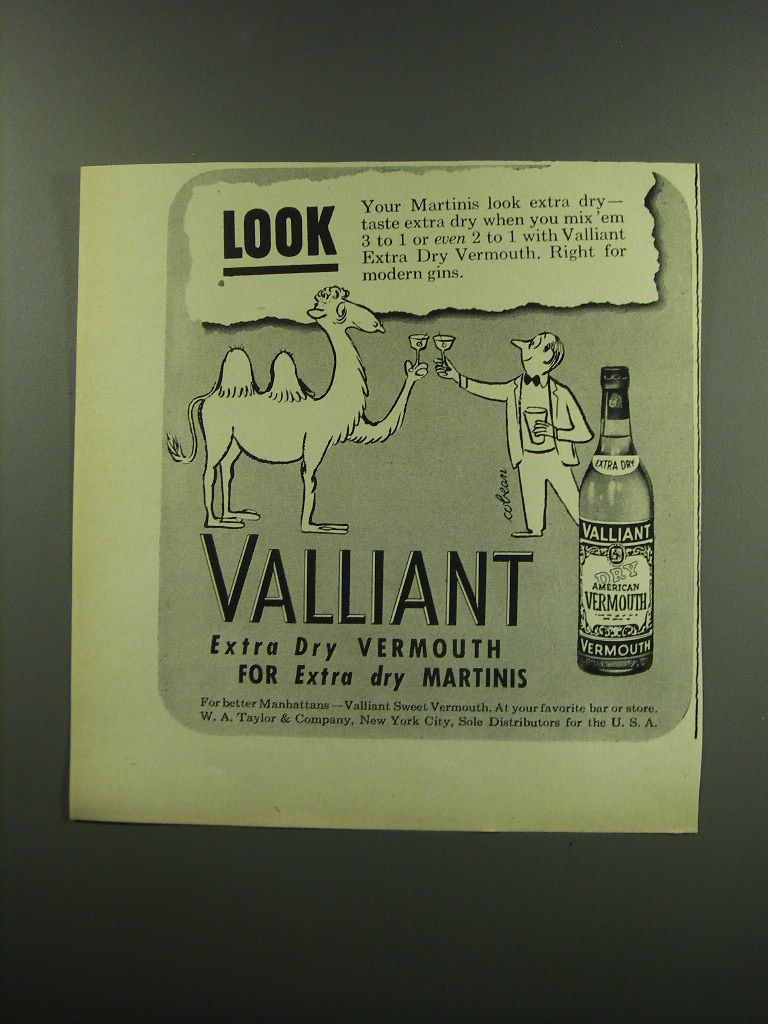 LOOK
Your Martinis look extra dry—
taste extra dry when you mix 'em
3 to 1 or even 2 to 1 with Valliant
Extra Dry Vermouth. Right for
modern gins.
cobean
EXTRA DRY
VALLIANT
DRY
AMERICAN
VERMOUTH
VERMOUTH
VALLIANT
Extra Dry VERMOUTH
FOR Extra dry MARTINIS
For better Manhattans—Valliant Sweet Vermouth. At your favorite bar or store.
W. A. Taylor & Company, New York City, Sole Distributors for the U. S. A.